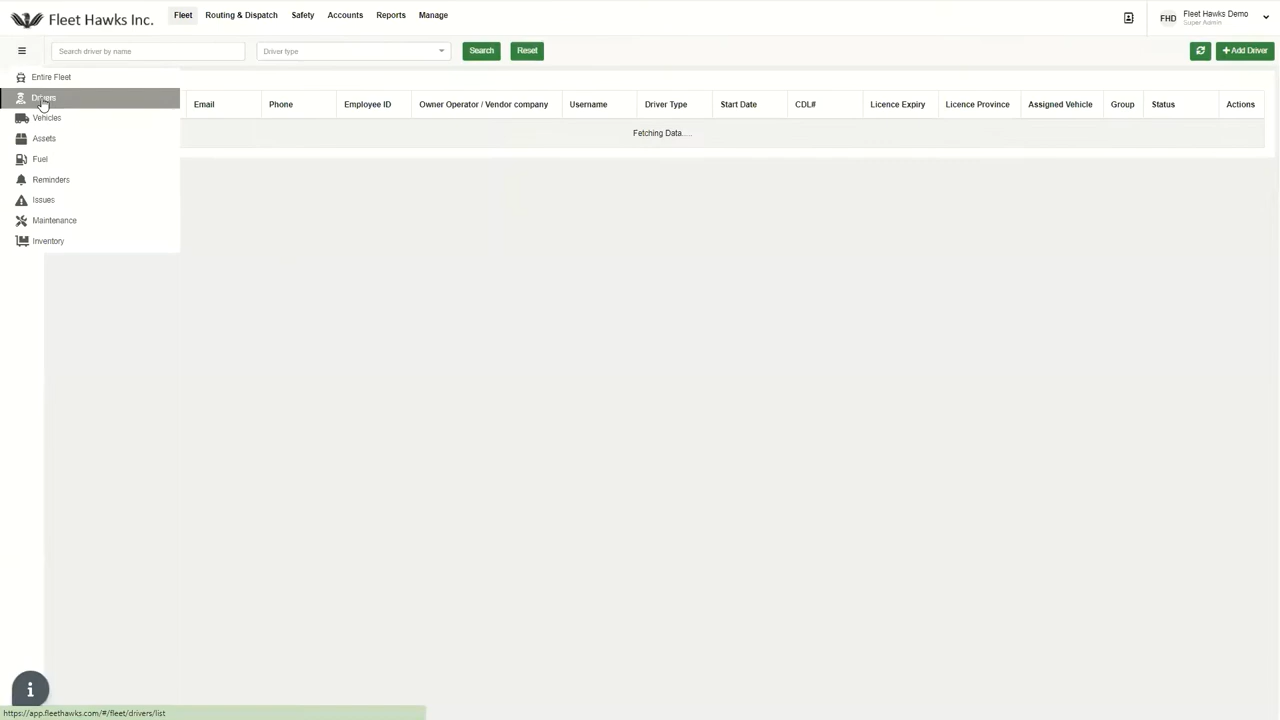 Fleet Hawks Inc.
Fleet
Routing & Dispatch
Safety
Accounts
Reports
Manage
FHD
Fleet Hawks Demo
Super Admin
Search driver by name
Driver type
Search
Reset
+ Add Driver
Entire Fleet
Drivers
Vehicles
Assets
Fuel
Reminders
Issues
Maintenance
Inventory
Email
Phone
Employee ID
Owner Operator / Vendor company
Username
Driver Type
Start Date
CDL#
Licence Expiry
Licence Province
Assigned Vehicle
Group
Status
Actions
Fetching Data.....
i
https://app.fleethawks.com/#/fleet/drivers/list